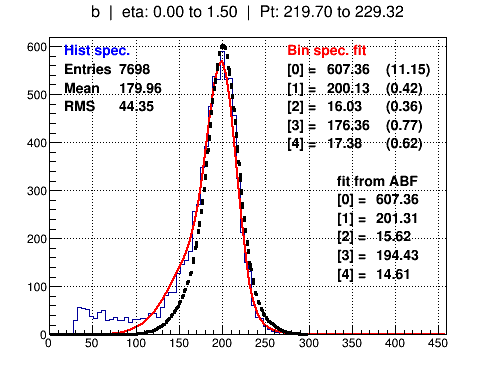 b | eta: 0.00 to 1.50 | Pt: 219.70 to 229.32
Hist spec.
Entries 7698
Mean 179.96
RMS 44.35
Bin spec. fit
[0] = 607.36 (11.15)
[1] = 200.13 (0.42)
[2] = 16.03 (0.36)
[3] = 176.36 (0.77)
[4] = 17.38 (0.62)
fit from ABF
[0] = 607.36
[1] = 201.31
[2] = 15.62
[3] = 194.43
[4] = 14.61
600
500
400
300
200
100
0
0 50 100 150 200 250 300 350 400 450